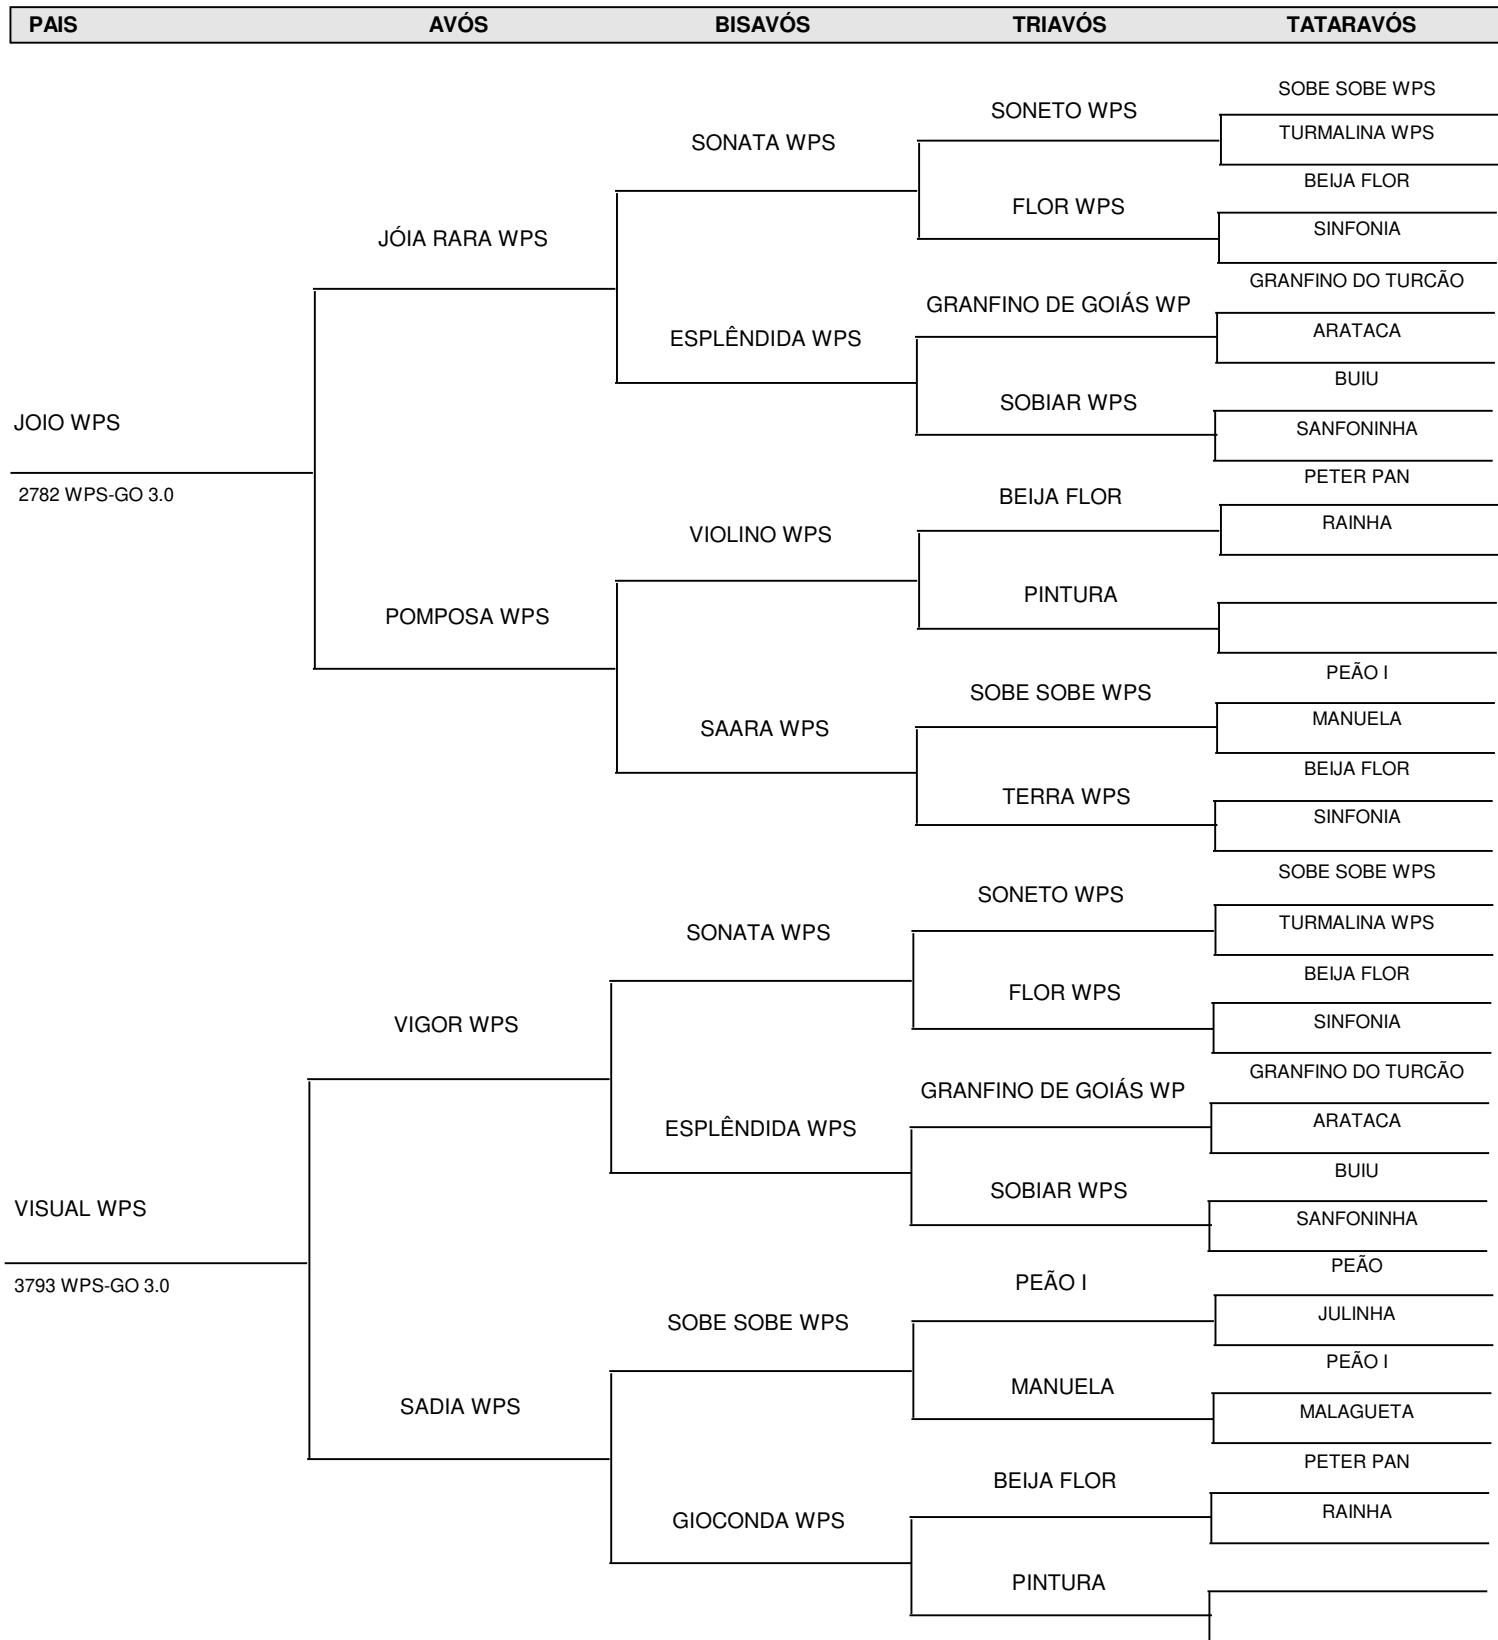 PAIS AVÓS BISAVÓS TRIAVÓS TATARAVÓS
SOBE SOBE WPS
SONETO WPS
TURMALINA WPS
SONATA WPS
BEIJA FLOR
FLOR WPS
SINFONIA
JÓIA RARA WPS
GRANFINO DO TURCÃO
GRANFINO DE GOIÁS WP
ARATACA
ESPLÊNDIDA WPS
BUIU
SOBIAR WPS
JOIO WPS
SANFONINHA
PETER PAN
2782 WPS-GO 3.0
BEIJA FLOR
RAINHA
VIOLINO WPS
PINTURA
POMPOSA WPS
PEÃO I
SOBE SOBE WPS
MANUELA
SAARA WPS
BEIJA FLOR
TERRA WPS
SINFONIA
SOBE SOBE WPS
SONETO WPS
TURMALINA WPS
SONATA WPS
BEIJA FLOR
FLOR WPS
SINFONIA
VIGOR WPS
GRANFINO DO TURCÃO
GRANFINO DE GOIÁS WP
ARATACA
ESPLÊNDIDA WPS
BUIU
SOBIAR WPS
VISUAL WPS
SANFONINHA
PEÃO
PEÃO I
3793 WPS-GO 3.0
JULINHA
SOBE SOBE WPS
PEÃO I
MANUELA
SADIA WPS
MALAGUETA
PETER PAN
BEIJA FLOR
RAINHA
GIOCONDA WPS
PINTURA